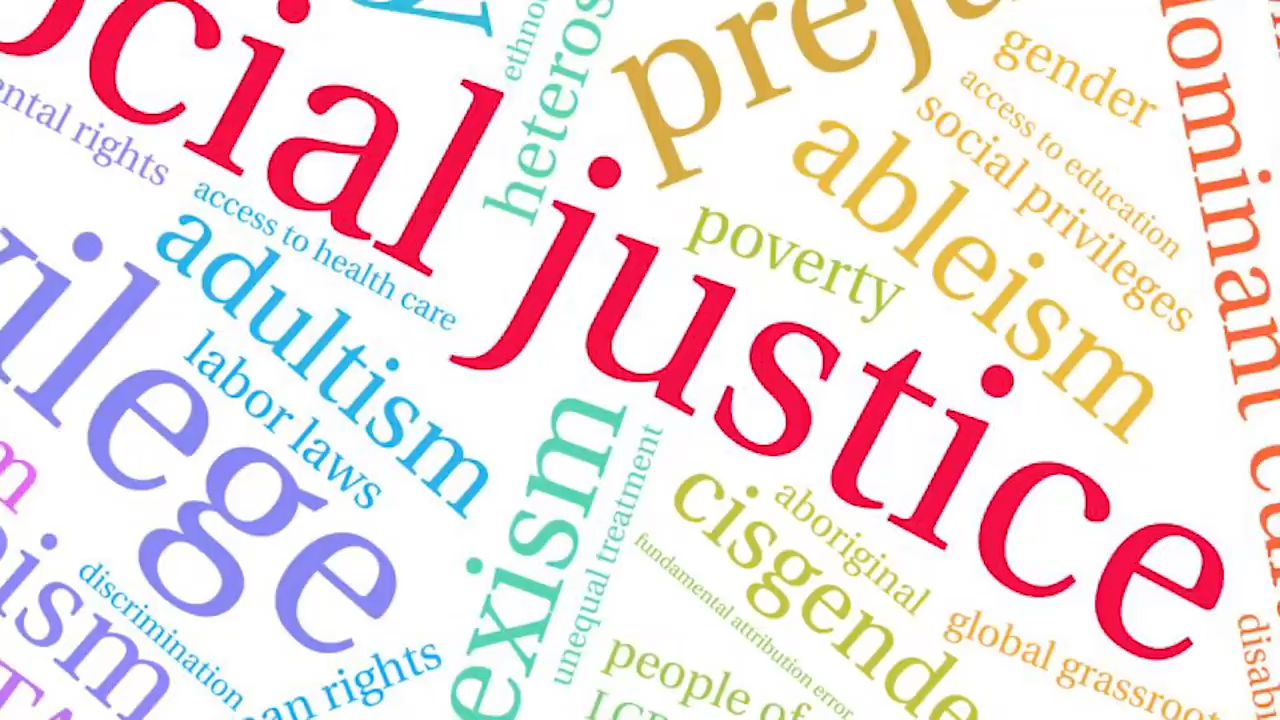 ocial justice
prej
gender
access to education
social privileges
ableism
poverty
ethno
heteros
ental rights
access to health care
adultism
labor laws
vilege
exism
unequal treatment
cisgende
aboriginal
fundamental attribution error
global grassroot
people of
discrimination
an rights
ism
m
ominant cu
disabi